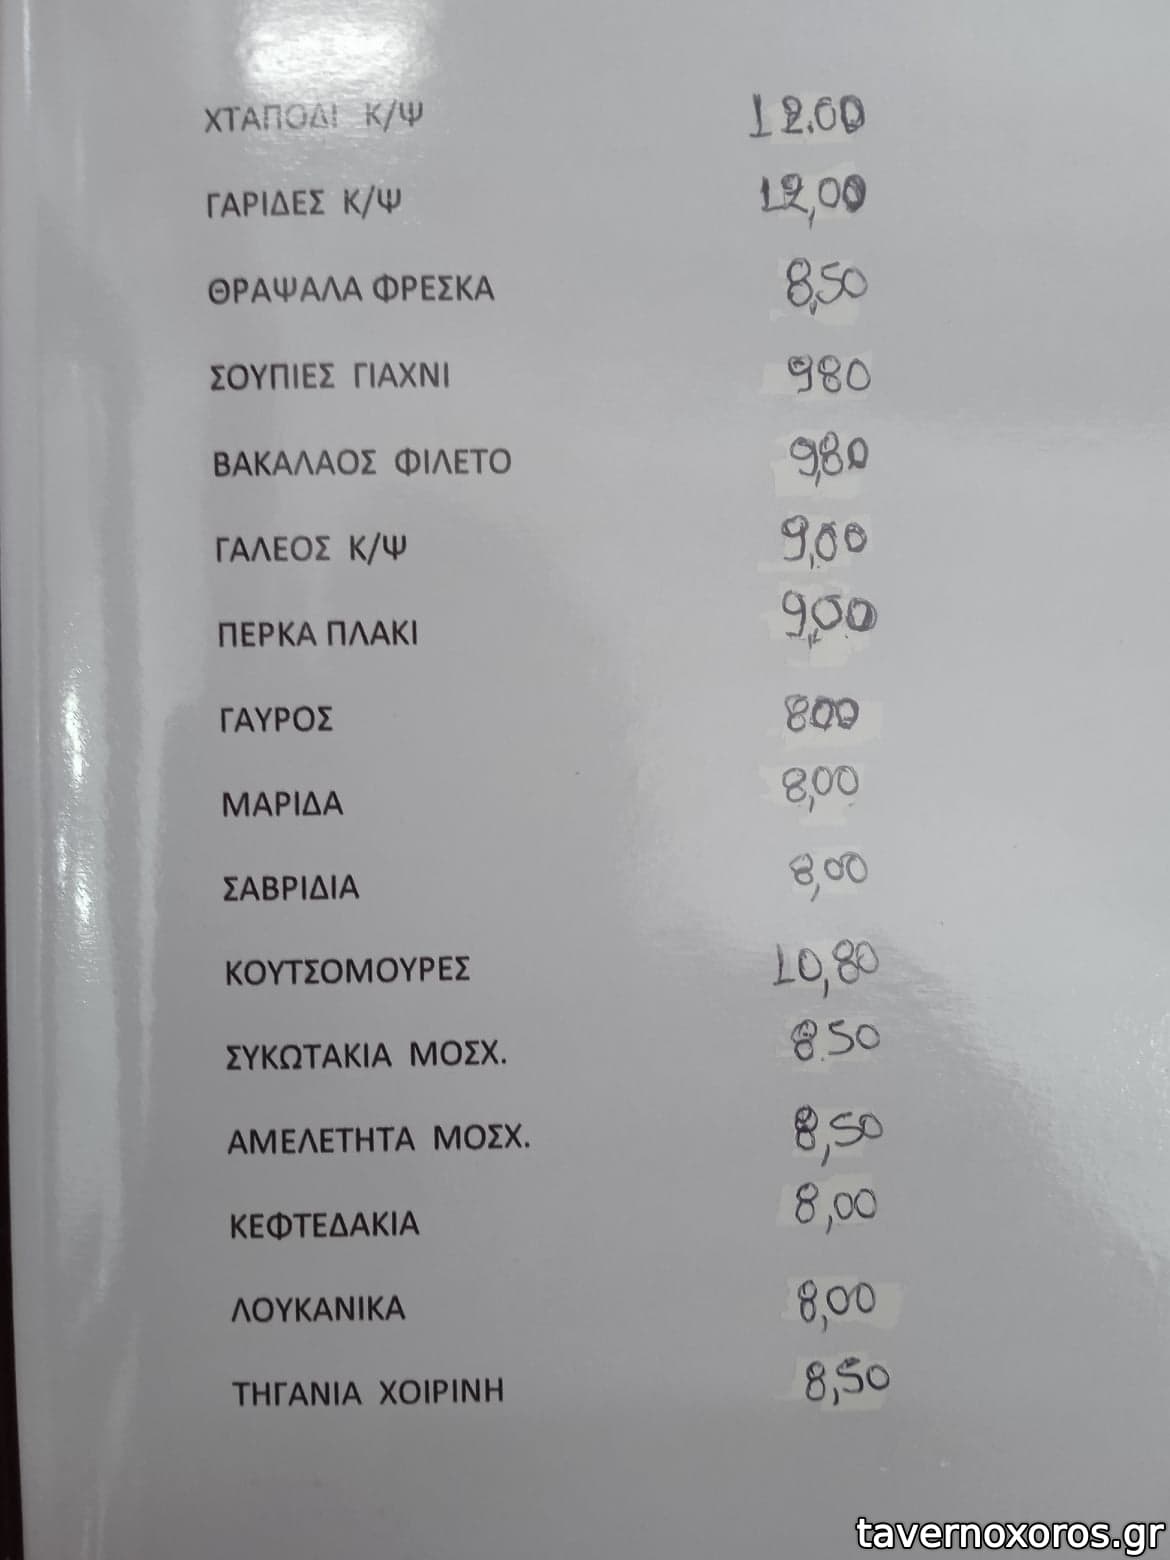 ΧΤΑΠΟΔΙ Κ/Ψ 12.00
ΓΑΡΙΔΕΣ Κ/Ψ 12,00
ΘΡΑΨΑΛΑ ΦΡΕΣΚΑ 8,50
ΣΟΥΠΙΕΣ ΓΙΑΧΝΙ 980
ΒΑΚΑΛΑΟΣ ΦΙΛΕΤΟ 9,80
ΓΑΛΕΟΣ Κ/Ψ 9,00
ΠΕΡΚΑ ΠΛΑΚΙ 9,00
ΓΑΥΡΟΣ 800
ΜΑΡΙΔΑ 8,00
ΣΑΒΡΙΔΙΑ 8,00
ΚΟΥΤΣΟΜΟΥΡΕΣ 10,80
ΣΥΚΩΤΑΚΙΑ ΜΟΣΧ. 8.50
ΑΜΕΛΕΤΗΤΑ ΜΟΣΧ. 8,50
ΚΕΦΤΕΔΑΚΙΑ 8,00
ΛΟΥΚΑΝΙΚΑ 8,00
ΤΗΓΑΝΙΑ ΧΟΙΡΙΝΗ 8,50
tavernoxoros.gr